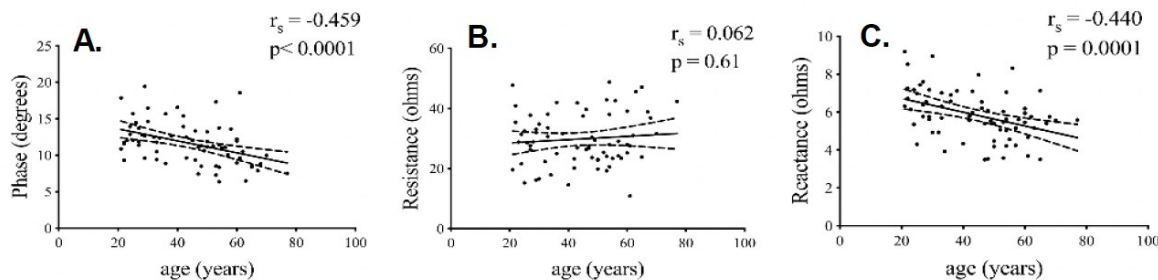 A.
r_s = -0.459
p< 0.0001
Phase (degrees)
25
20
15
10
5
0
0 20 40 60 80 100
age (years)
B.
r_s = 0.062
p = 0.61
Resistance (ohms)
60
40
20
0
0 20 40 60 80 100
age (years)
C.
r_s = -0.440
p = 0.0001
Reactance (ohms)
10
8
6
4
2
0
0 20 40 60 80 100
age (years)